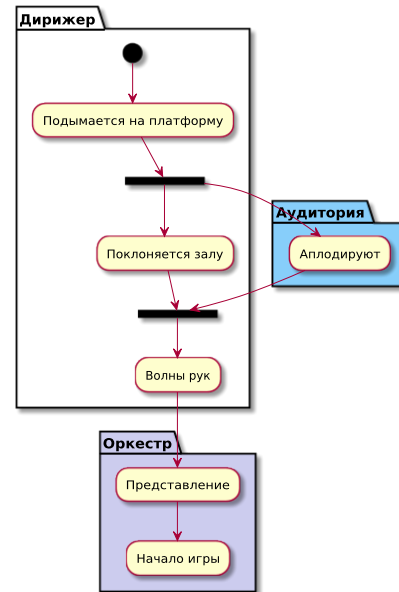 Дирижер
Подымается на платформу
Аудитория
Поклоняется залу
Аплодируют
Волны рук
Оркестр
Представление
Начало игры